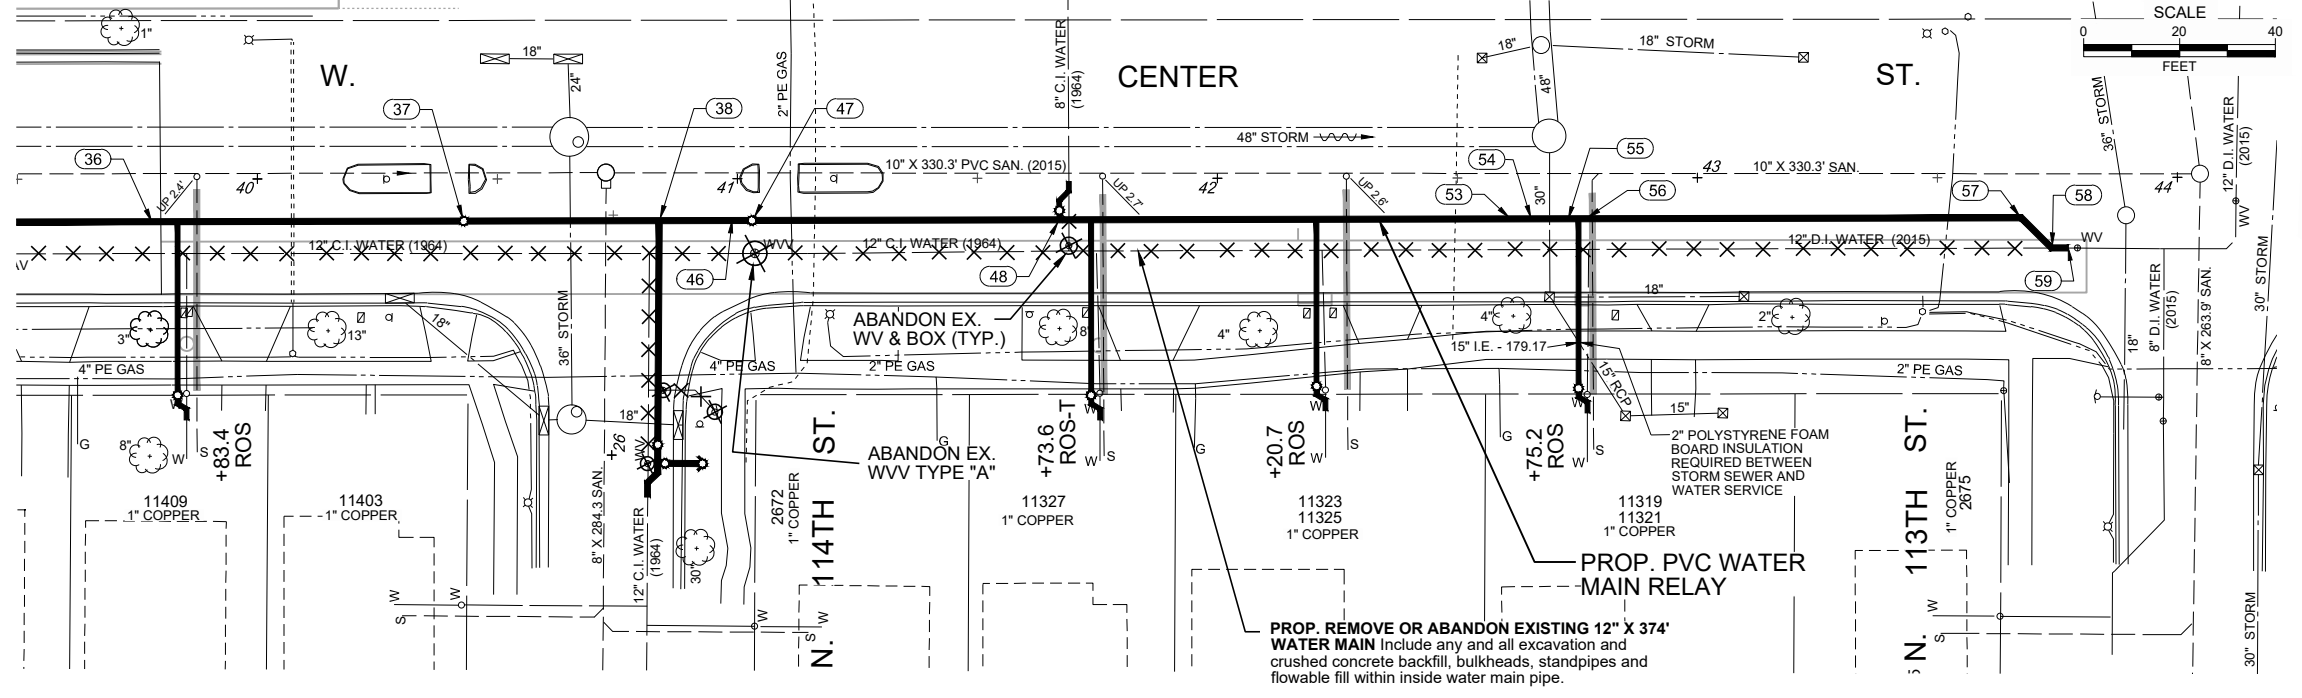 SCALE
0 20 40
FEET
1"
18"
24"
2" PE GAS
8" C.I. WATER
(1964)
18"
18" STORM
48"
36" STORM
12" D.I. WATER
(2015)
W. CENTER ST.
37
38
47
48" STORM
36
UP 2.4'
40
41
10" X 330.3' PVC SAN. (2015)
UP 2.7'
42
UP 2.6'
54
55
53
30"
56
43
10" X 330.3' SAN.
57
58
44
WV
12" C.I. WATER (1964)
WVV
12" C.I. WATER (1964)
12" D.I. WATER (2015)
WV
46
48
59
3"
13"
18"
36" STORM
ABANDON EX.
WV & BOX (TYP.)
8"
4"
4"
18"
2"
15" I.E. - 179.17
18"
8" D.I. WATER
(2015)
8" X 263.9' SAN.
30" STORM
4" PE GAS
4" PE GAS
2" PE GAS
2" PE GAS
15" RCP
15"
18"
W
W
W
W
8"
G
W
S
+83.4
ROS
26
ABANDON EX.
WVV TYPE "A"
G
+73.6
ROS-T
W
S
G
+20.7
ROS
W
S
G
+75.2
ROS
W
S
2" POLYSTYRENE FOAM
BOARD INSULATION
REQUIRED BETWEEN
STORM SEWER AND
WATER SERVICE
11409
1" COPPER
11403
1" COPPER
8" X 284.3 SAN.
12" C.I. WATER
(1964)
30"
2672
1" COPPER
N. 114TH ST.
11327
1" COPPER
11323
11325
1" COPPER
11319
11321
1" COPPER
N. 113TH ST.
1" COPPER
2675
PROP. PVC WATER
MAIN RELAY
W
S
W
W
S
W
W
S
30" STORM
PROP. REMOVE OR ABANDON EXISTING 12" X 374'
WATER MAIN Include any and all excavation and
crushed concrete backfill, bulkheads, standpipes and
flowable fill within inside water main pipe.